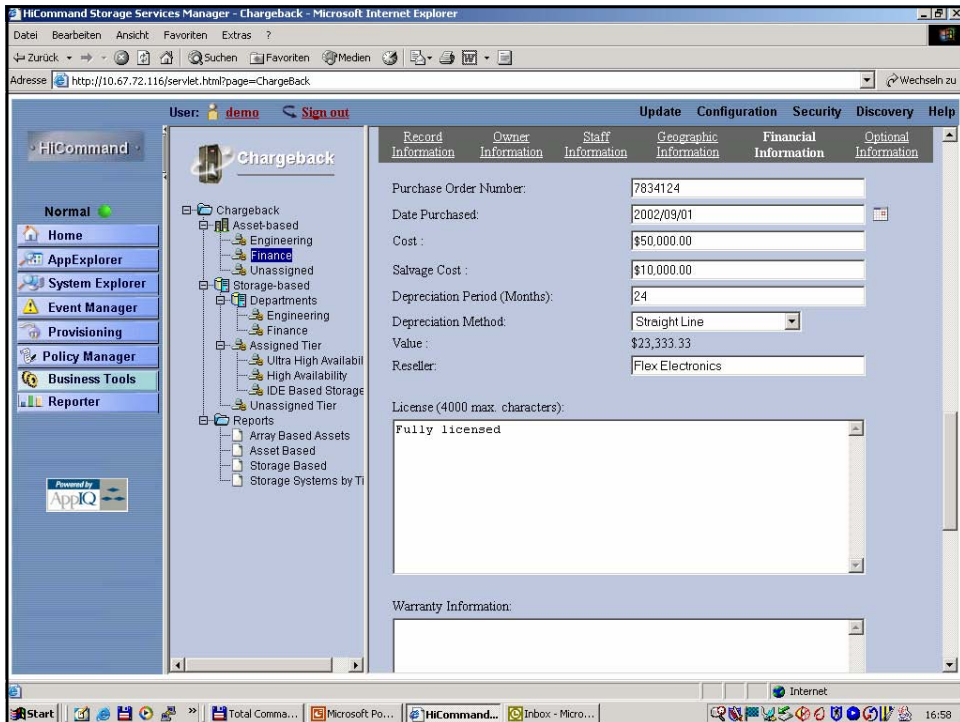 HiCommand Storage Services Manager - Chargeback - Microsoft Internet Explorer
Datei Bearbeiten Ansicht Favoriten Extras ?
Zurück Suchen Favoriten Medien
Adresse http://10.67.72.116/servlet.html?page=ChargeBack Wechseln zu
User: demo Sign out Update Configuration Security Discovery Help
HiCommand
Normal
Home
AppExplorer
System Explorer
Event Manager
Provisioning
Policy Manager
Business Tools
Reporter
Powered by
AppIQ
Chargeback
Chargeback
Asset-based
Engineering
Finance
Unassigned
Storage-based
Departments
Engineering
Finance
Assigned Tier
Ultra High Availabil
High Availability
IDE Based Storage
Unassigned Tier
Reports
Array Based Assets
Asset Based
Storage Based
Storage Systems by Ti
Record Information
Owner Information
Staff Information
Geographic Information
Financial Information
Optional Information
Purchase Order Number: 7834124
Date Purchased: 2002/09/01
Cost : $50,000.00
Salvage Cost : $10,000.00
Depreciation Period (Months): 24
Depreciation Method: Straight Line
Value : $23,333.33
Reseller: Flex Electronics
License (4000 max. characters):
Fully licensed
Warranty Information:
Internet
Start Total Comma... Microsoft Po... HiCommand... Inbox - Micro... 16:58